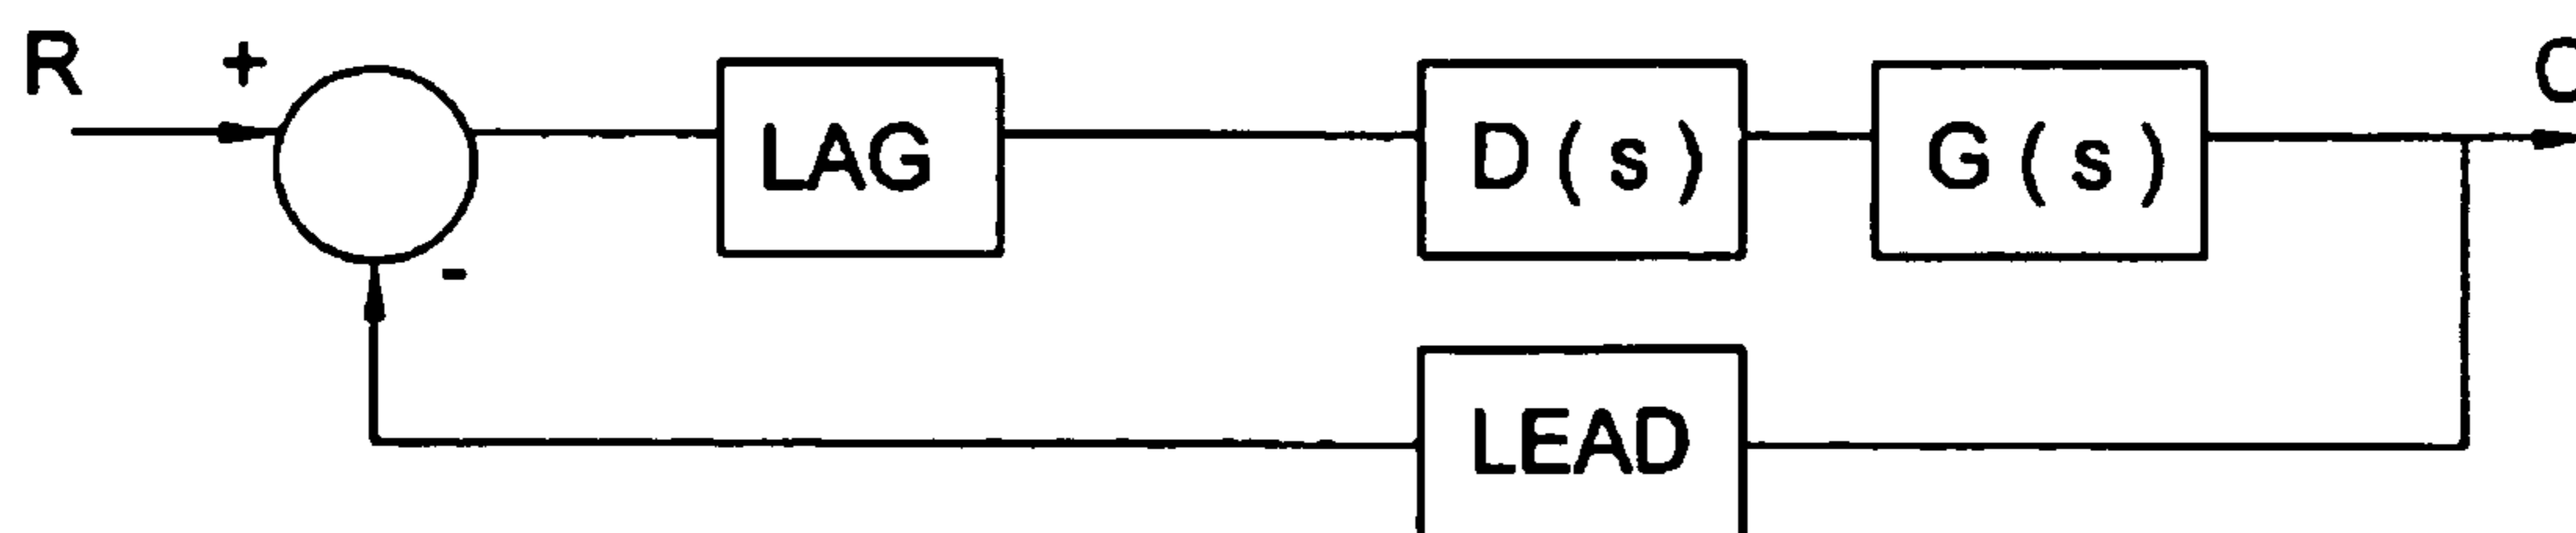 R
+
LAG
D ( s )
G ( s )
-
LEAD